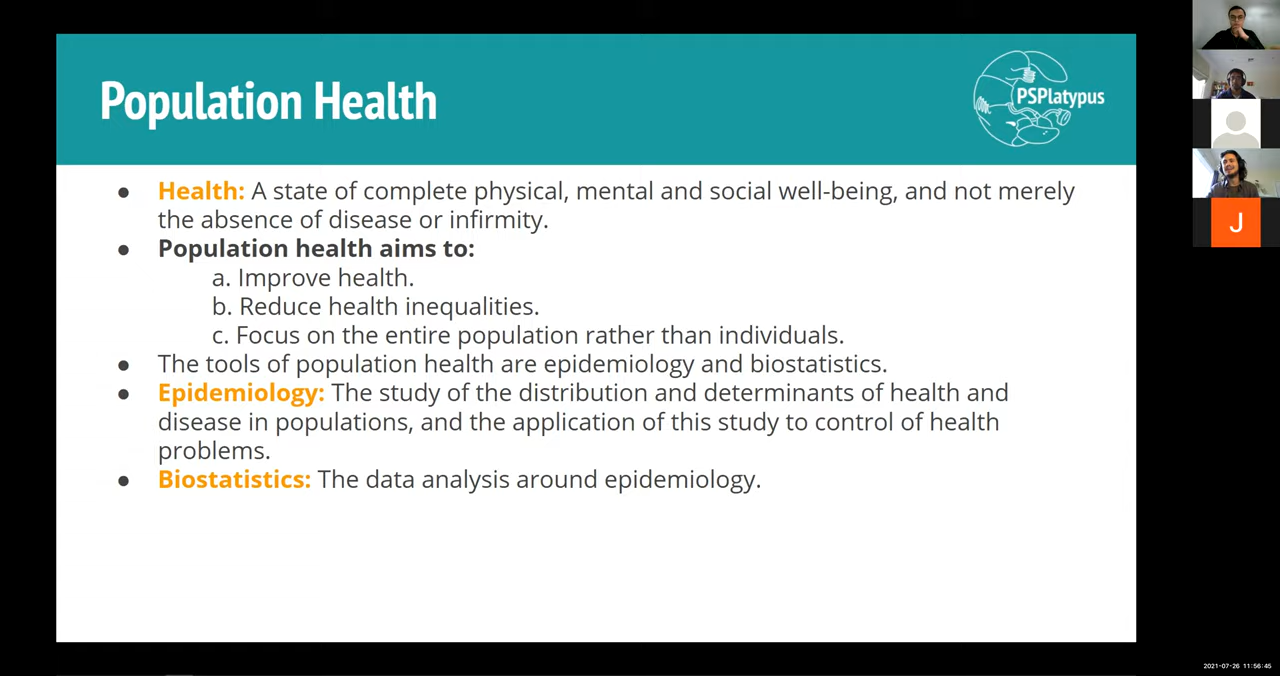 Population Health
PSPlatypus
● Health: A state of complete physical, mental and social well-being, and not merely
the absence of disease or infirmity.
● Population health aims to:
a. Improve health.
b. Reduce health inequalities.
c. Focus on the entire population rather than individuals.
● The tools of population health are epidemiology and biostatistics.
● Epidemiology: The study of the distribution and determinants of health and
disease in populations, and the application of this study to control of health
problems.
● Biostatistics: The data analysis around epidemiology.
J
2021-07-26 11:56:45